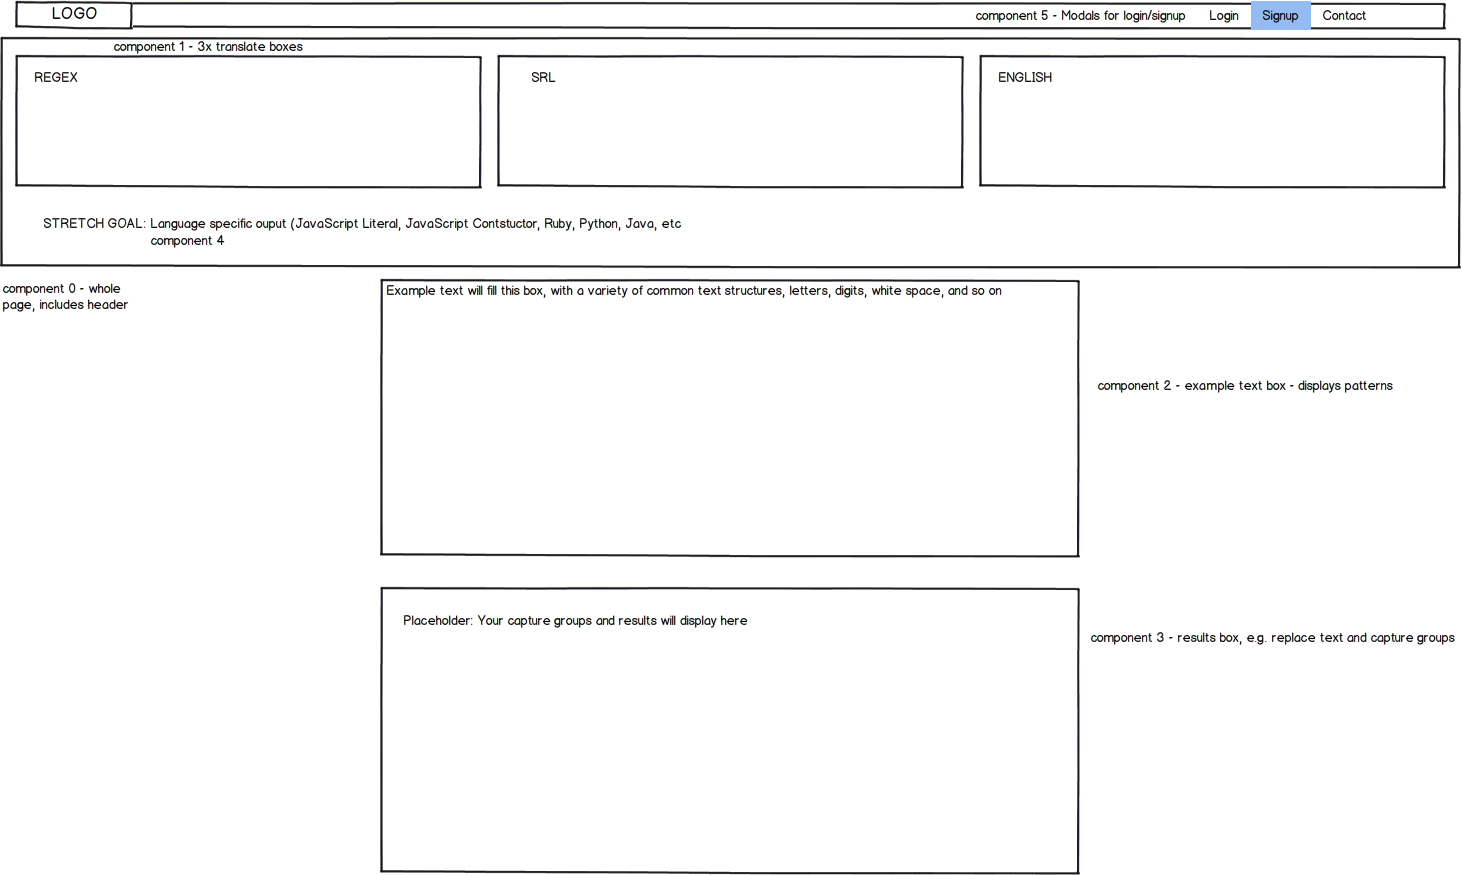 LOGO
component 5 - Modals for login/signup
Login
Signup
Contact
component 1 - 3x translate boxes
REGEX
SRL
ENGLISH
STRETCH GOAL: Language specific ouput (JavaScript Literal, JavaScript Contstuctor, Ruby, Python, Java, etc
component 4
component 0 - whole
page, includes header
Example text will fill this box, with a variety of common text structures, letters, digits, white space, and so on
component 2 - example text box - displays patterns
Placeholder: Your capture groups and results will display here
component 3 - results box, e.g. replace text and capture groups